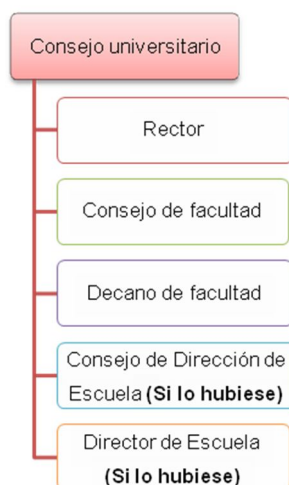 Consejo universitario
Rector
Consejo de facultad
Decano de facultad
Consejo de Dirección de
Escuela (Si lo hubiese)
Director de Escuela
(Si lo hubiese)